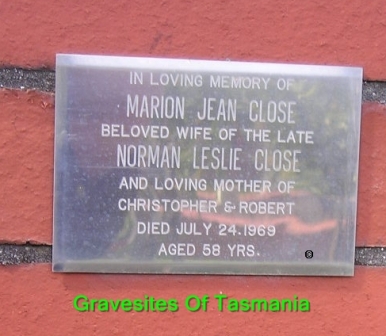 IN LOVING MEMORY OF
MARION JEAN CLOSE
BELOVED WIFE OF THE LATE
NORMAN LESLIE CLOSE
AND LOVING MOTHER OF
CHRISTOPHER & ROBERT
DIED JULY 24.1969
AGED 58 YRS.
®
Gravesites Of Tasmania